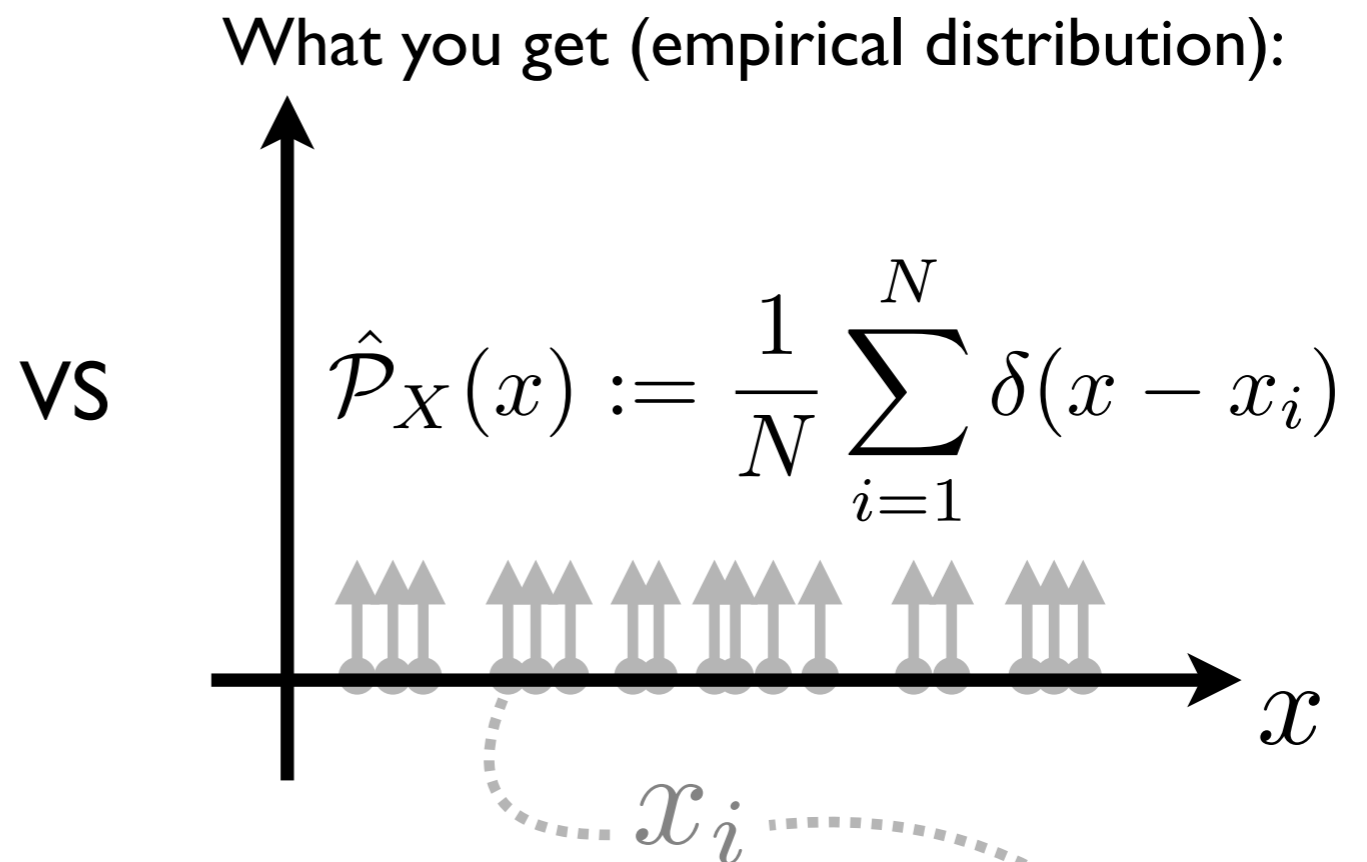 What you get (empirical distribution):
vs
$\hat{\mathcal{P}}_X(x) := \frac{1}{N} \sum_{i=1}^{N} \delta(x - x_i)$
$x$
$x_i$